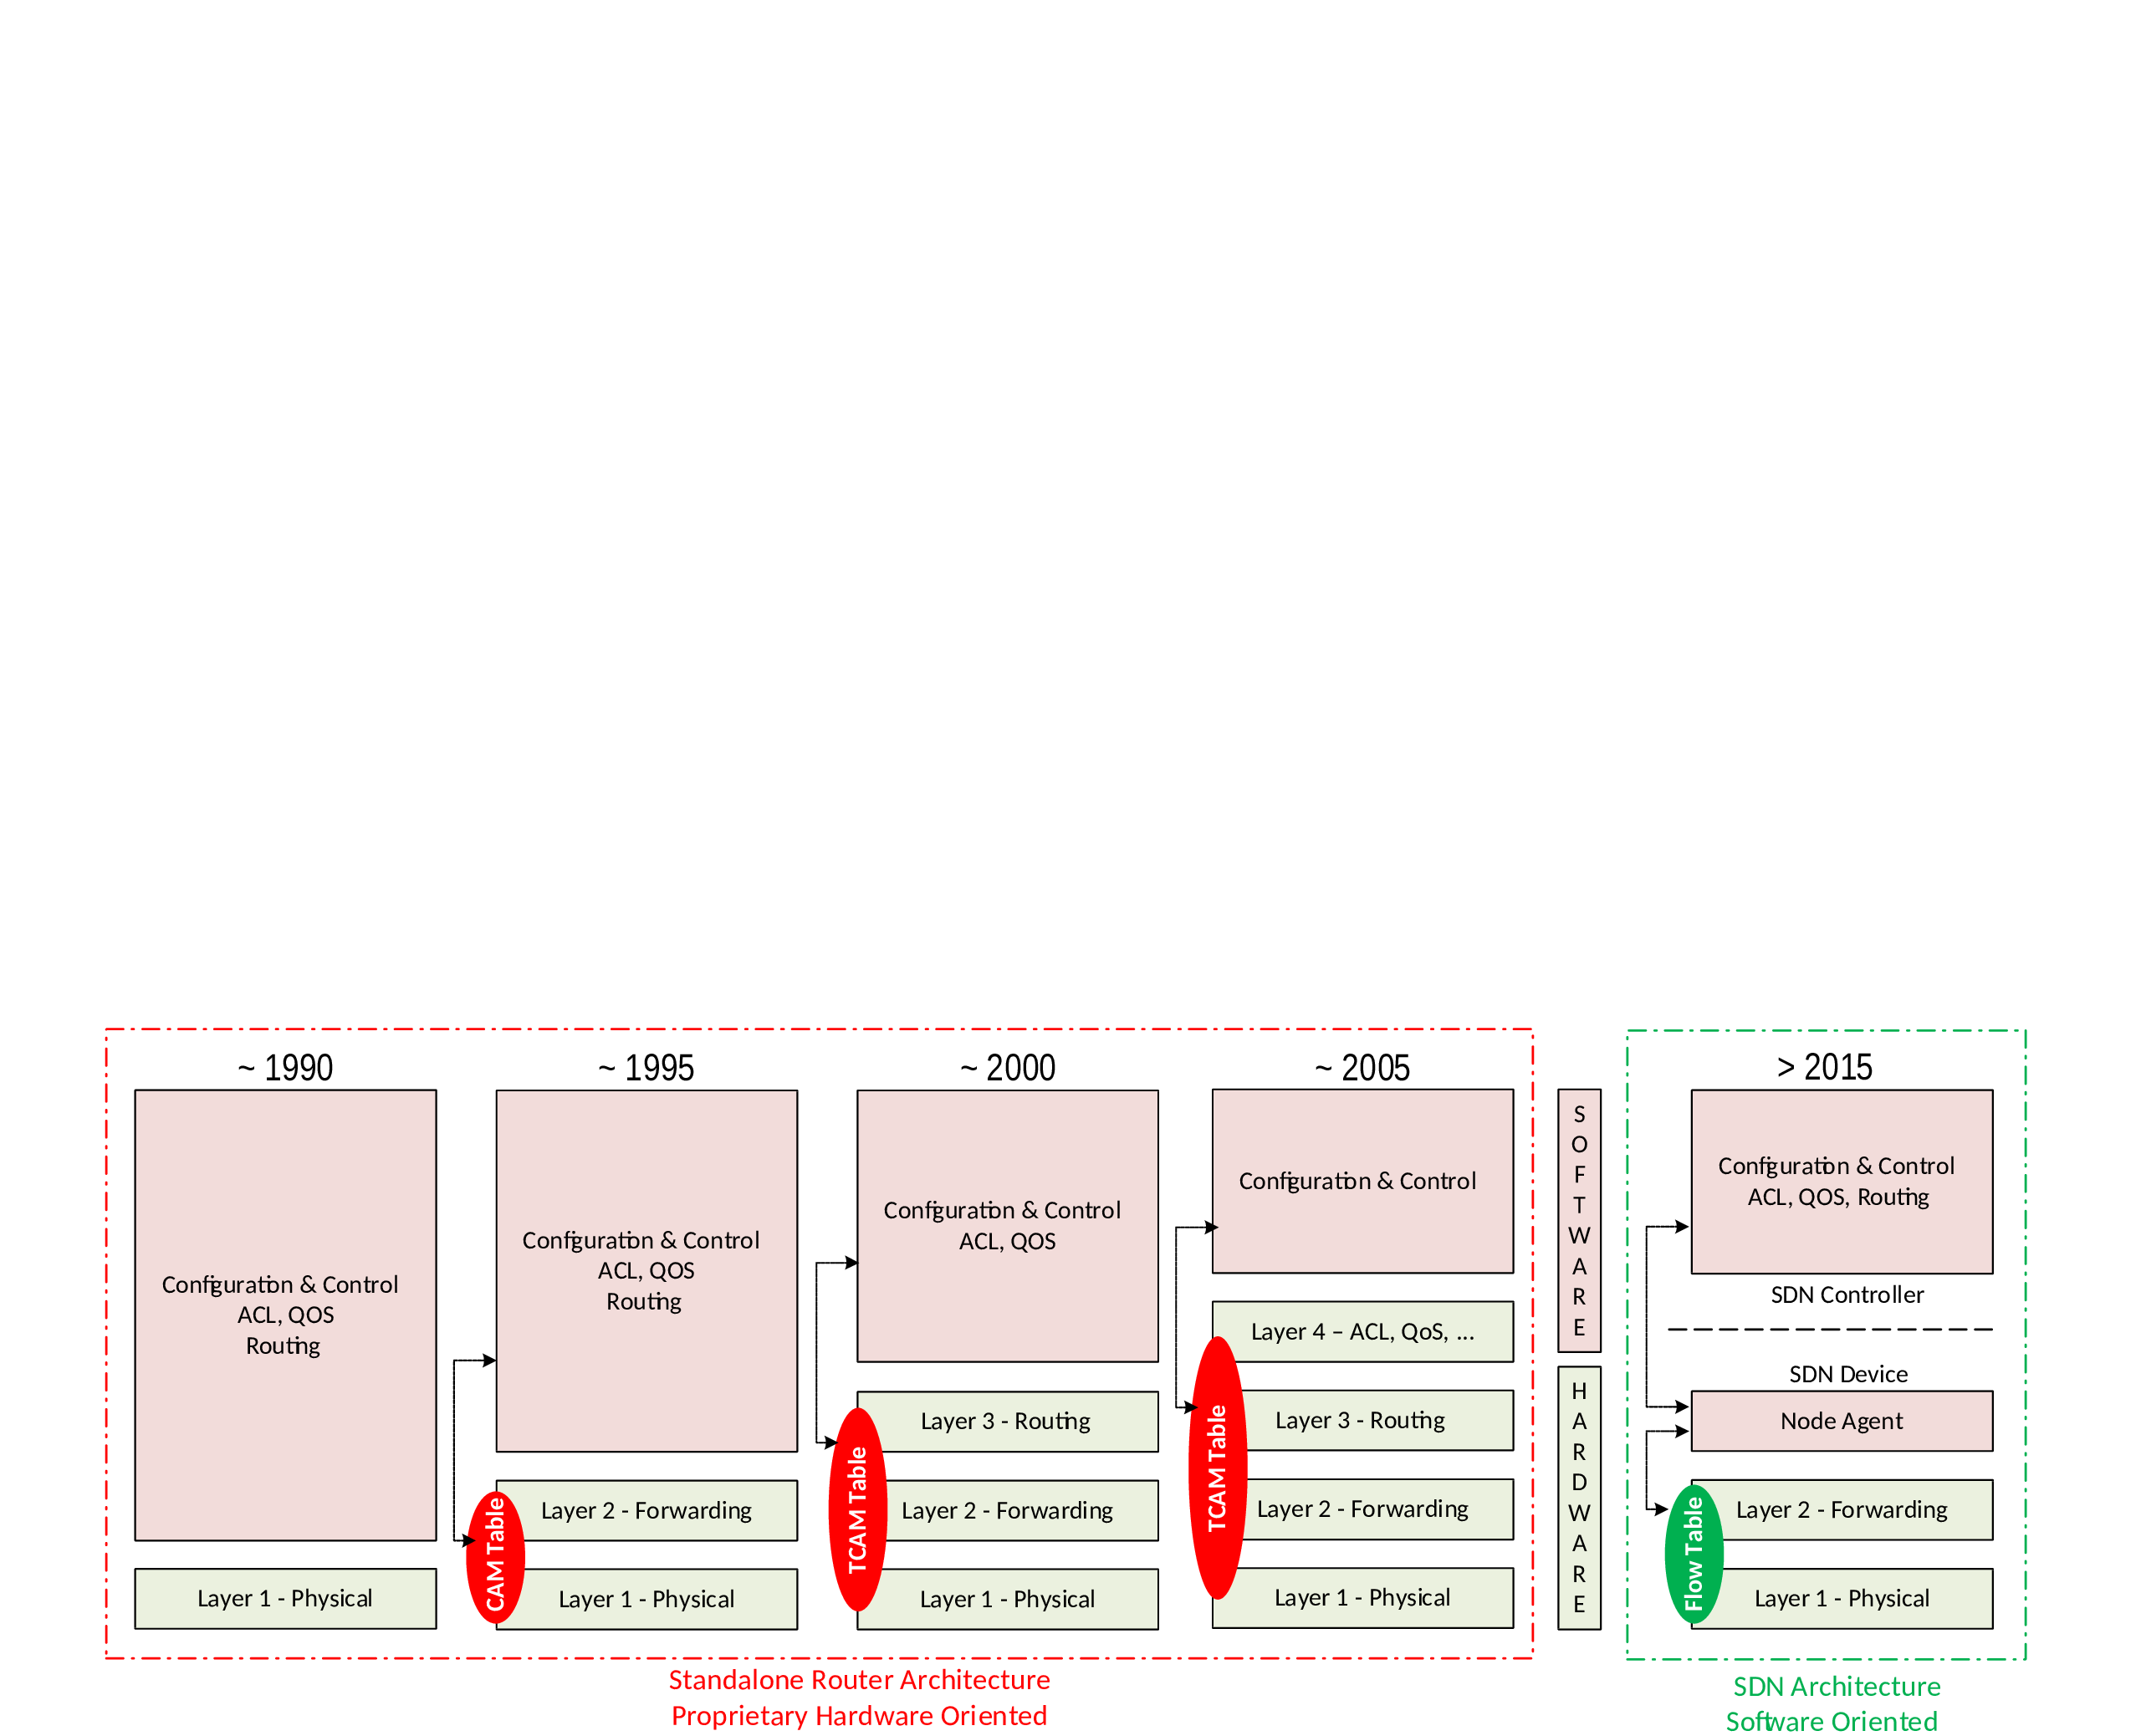 ~ 1990
Configuration & Control
ACL, QOS
Routing
Layer 1 - Physical
~ 1995
Configuration & Control
ACL, QOS
Routing
CAM Table
Layer 2 - Forwarding
Layer 1 - Physical
~ 2000
Configuration & Control
ACL, QOS
TCAM Table
Layer 3 - Routing
Layer 2 - Forwarding
Layer 1 - Physical
~ 2005
Configuration & Control
TCAM Table
Layer 4 – ACL, QoS, ...
Layer 3 - Routing
Layer 2 - Forwarding
Layer 1 - Physical
Standalone Router Architecture
Proprietary Hardware Oriented
SOFTWARE
HARDWARE
> 2015
Configuration & Control
ACL, QOS, Routing
SDN Controller
SDN Device
Node Agent
Flow Table
Layer 2 - Forwarding
Layer 1 - Physical
SDN Architecture
Software Oriented